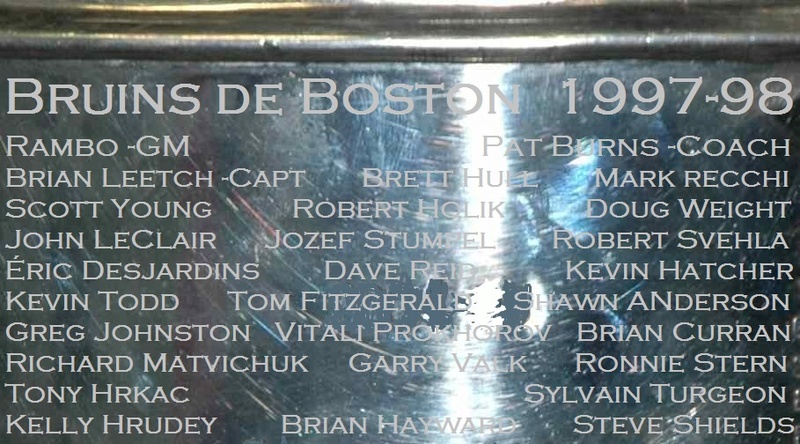 Bruins de Boston 1997-98
Rambo -GM Pat Burns -Coach
Brian Leetch -Capt Brett Hull Mark recchi
Scott Young Robert Holik Doug Weight
John LeClair Jozef Stumpel Robert Svehla
Éric Desjardins Dave Reid Kevin Hatcher
Kevin Todd Tom Fitzgerald Shawn ANderson
Greg Johnston Vitali Prokhorov Brian Curran
Richard Matvichuk Garry Valk Ronnie Stern
Tony Hrkac Sylvain Turgeon
Kelly Hrudey Brian Hayward Steve Shields